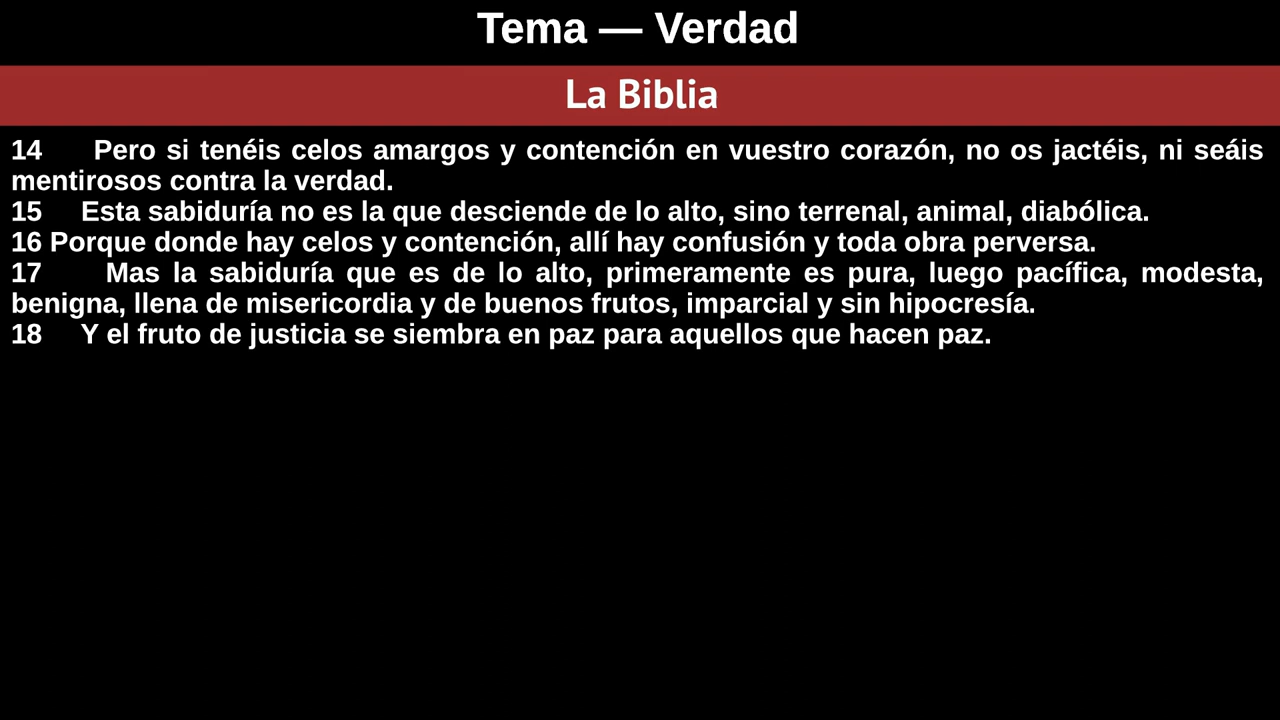 Tema — Verdad
La Biblia
14 Pero si tenéis celos amargos y contención en vuestro corazón, no os jactéis, ni seáis
mentirosos contra la verdad.
15 Esta sabiduría no es la que desciende de lo alto, sino terrenal, animal, diabólica.
16 Porque donde hay celos y contención, allí hay confusión y toda obra perversa.
17 Mas la sabiduría que es de lo alto, primeramente es pura, luego pacífica, modesta,
benigna, llena de misericordia y de buenos frutos, imparcial y sin hipocresía.
18 Y el fruto de justicia se siembra en paz para aquellos que hacen paz.